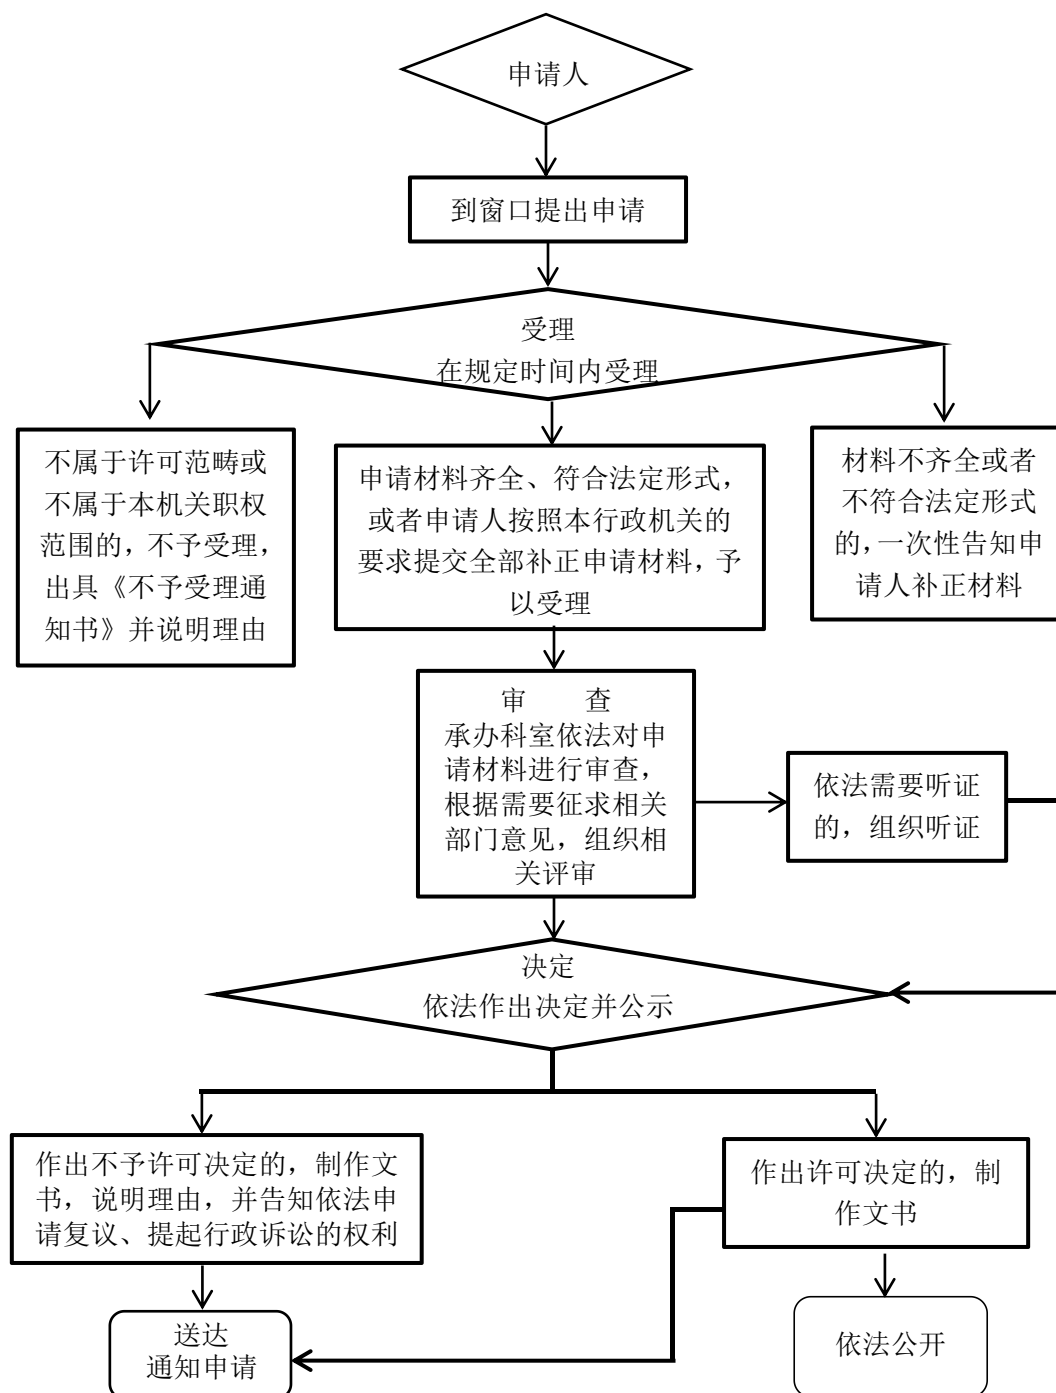 申请人
到窗口提出申请
受理
在规定时间内受理
不属于许可范畴或
不属于本机关职权
范围的，不予受理，
出具《不予受理通
知书》并说明理由
申请材料齐全、符合法定形式，
或者申请人按照本行政机关的
要求提交全部补正申请材料，予
以受理
材料不齐全或者
不符合法定形式
的，一次性告知申
请人补正材料
审 查
承办科室依法对申
请材料进行审查，
根据需要征求相关
部门意见，组织相
关评审
依法需要听证
的，组织听证
决定
依法作出决定并公示
作出不予许可决定的，制作文
书，说明理由，并告知依法申
请复议、提起行政诉讼的权利
作出许可决定的，制
作文书
送达
通知申请
依法公开